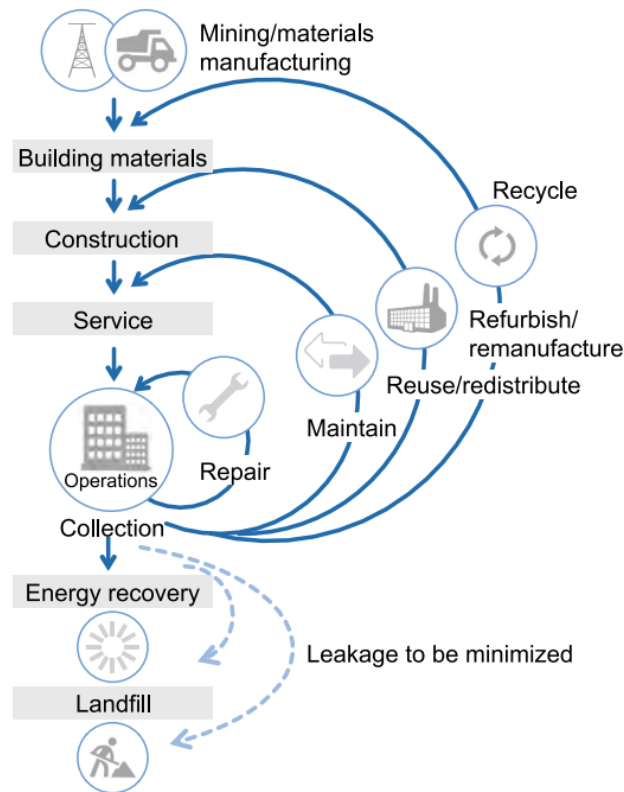 Mining/materials
manufacturing
Building materials
Recycle
Construction
Service
Refurbish/
remanufacture
Reuse/redistribute
Maintain
Repair
Operations
Collection
Energy recovery
Leakage to be minimized
Landfill